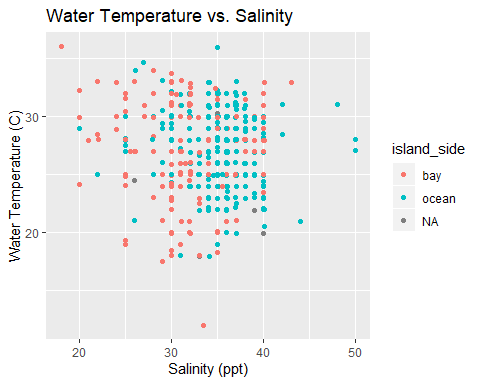 Water Temperature vs. Salinity
Water Temperature (C)
30
20
20
30
40
50
Salinity (ppt)
island_side
bay
ocean
NA